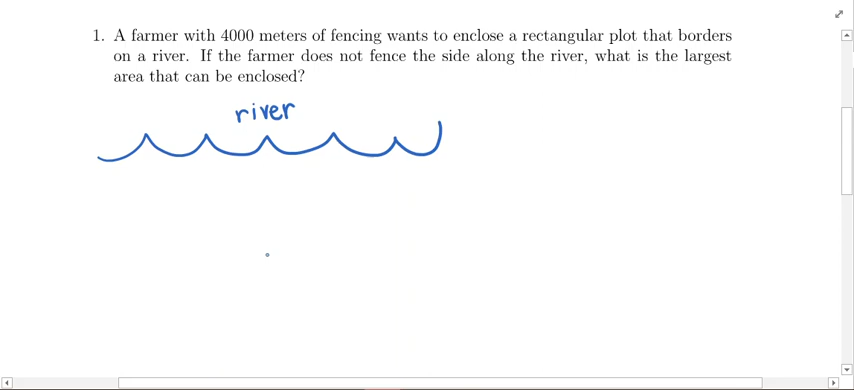 1. A farmer with 4000 meters of fencing wants to enclose a rectangular plot that borders
on a river. If the farmer does not fence the side along the river, what is the largest
area that can be enclosed?
river